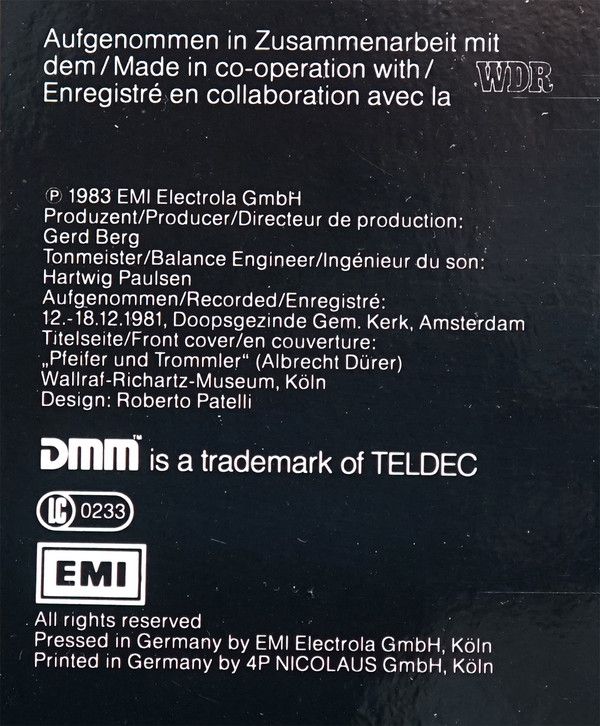 Aufgenommen in Zusammenarbeit mit
dem/Made in co-operation with/
Enregistré en collaboration avec la
WDR
℗ 1983 EMI Electrola GmbH
Produzent/Producer/Directeur de production:
Gerd Berg
Tonmeister/Balance Engineer/Ingénieur du son:
Hartwig Paulsen
Aufgenommen/Recorded/Enregistré:
12.-18.12.1981, Doopsgezinde Gem. Kerk, Amsterdam
Titelseite/Front cover/en couverture:
„Pfeifer und Trommler“ (Albrecht Dürer)
Wallraf-Richartz-Museum, Köln
Design: Roberto Patelli
DMM™ is a trademark of TELDEC
LC 0233
EMI
All rights reserved
Pressed in Germany by EMI Electrola GmbH, Köln
Printed in Germany by 4P NICOLAUS GmbH, Köln